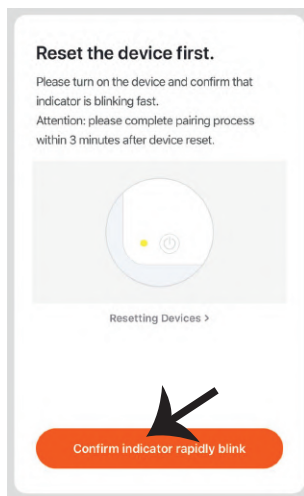 Reset the device first.
Please turn on the device and confirm that
indicator is blinking fast.
Attention: please complete pairing process
within 3 minutes after device reset.
Resetting Devices >
Confirm indicator rapidly blink